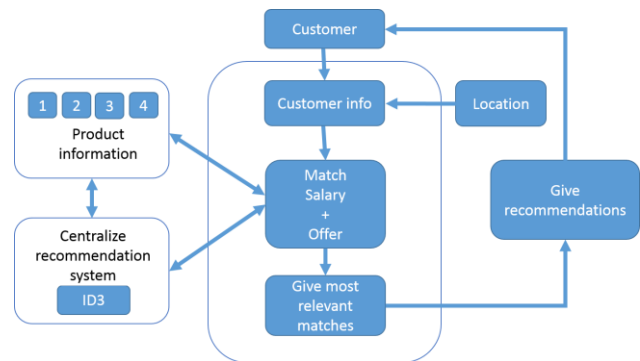 Customer
1 2 3 4
Product
information
Customer info
Location
Match
Salary
+
Offer
Give
recommendations
Centralize
recommendation
system
ID3
Give most
relevant
matches